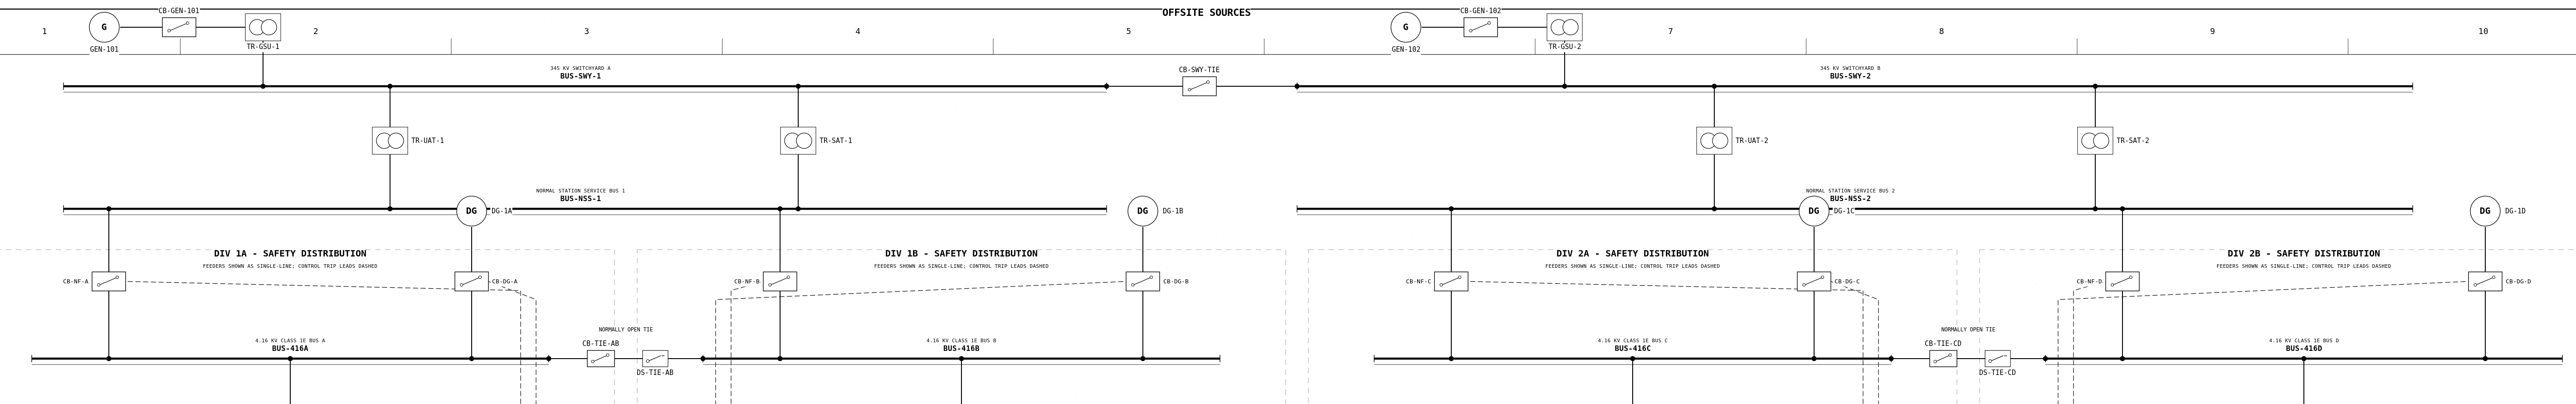 OFFSITE SOURCES
CB-GEN-101
CB-GEN-102
G
G
1
2
3
4
5
7
8
9
10
GEN-101
TR-GSU-1
GEN-102
TR-GSU-2
345 KV SWITCHYARD A
BUS-SWY-1
CB-SWY-TIE
345 KV SWITCHYARD B
BUS-SWY-2
TR-UAT-1
TR-SAT-1
TR-UAT-2
TR-SAT-2
NORMAL STATION SERVICE BUS 1
BUS-NSS-1
NORMAL STATION SERVICE BUS 2
BUS-NSS-2
DG
DG-1A
DG
DG-1B
DG
DG-1C
DG
DG-1D
DIV 1A - SAFETY DISTRIBUTION
FEEDERS SHOWN AS SINGLE-LINE; CONTROL TRIP LEADS DASHED
DIV 1B - SAFETY DISTRIBUTION
FEEDERS SHOWN AS SINGLE-LINE; CONTROL TRIP LEADS DASHED
DIV 2A - SAFETY DISTRIBUTION
FEEDERS SHOWN AS SINGLE-LINE; CONTROL TRIP LEADS DASHED
DIV 2B - SAFETY DISTRIBUTION
FEEDERS SHOWN AS SINGLE-LINE; CONTROL TRIP LEADS DASHED
CB-NF-A
CB-DG-A
CB-NF-B
CB-DG-B
CB-NF-C
CB-DG-C
CB-NF-D
CB-DG-D
4.16 KV CLASS 1E BUS A
BUS-416A
NORMALLY OPEN TIE
CB-TIE-AB
DS-TIE-AB
4.16 KV CLASS 1E BUS B
BUS-416B
4.16 KV CLASS 1E BUS C
BUS-416C
NORMALLY OPEN TIE
CB-TIE-CD
DS-TIE-CD
4.16 KV CLASS 1E BUS D
BUS-416D